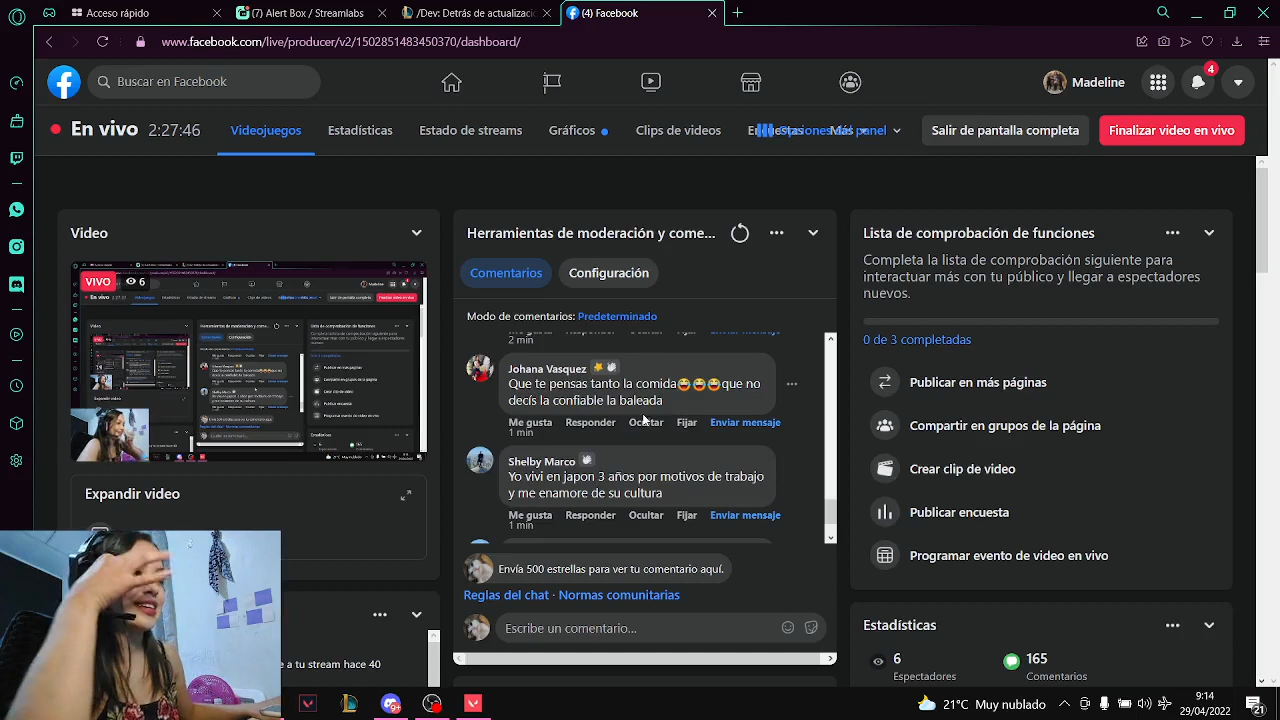 Acceso rápido
(7) Alert Box / Streamlabs
/Dev: Detrás de actualizació
(4) Facebook
www.facebook.com/live/producer/v2/1502851483450370/dashboard/
Buscar en Facebook
Madeline
4
En vivo 2:27:46
Videojuegos
Estadísticas
Estado de streams
Gráficos
Clips de videos
Salir de pantalla completa
Finalizar video en vivo
Video
VIVO
6
Expandir video
a tu stream hace 40
Herramientas de moderación y come...
Comentarios
Configuración
Modo de comentarios: Predeterminado
2 min
Que te pensas tanto la cagada😂😂😂que no
decís la confiable la baleada
Me gusta Responder Ocultar Fijar Enviar mensaje
1 min
Shelby Marco
Yo vivi en japon 3 años por motivos de trabajo
y me enamore de su cultura
Me gusta Responder Ocultar Fijar Enviar mensaje
1 min
Envía 500 estrellas para ver tu comentario aquí.
Reglas del chat · Normas comunitarias
Escribe un comentario...
Lista de comprobación de funciones
Completa la lista de comprobación siguiente para
interactuar más con tu público y llegar a espectadores
nuevos.
0 de 3 completadas
Publicar en más páginas
Compartir en grupos de la página
Crear clip de video
Publicar encuesta
Programar evento de video en vivo
Estadísticas
6
Espectadores
165
Comentarios
9+
21°C Muy nublado
9:14
29/04/2022
21